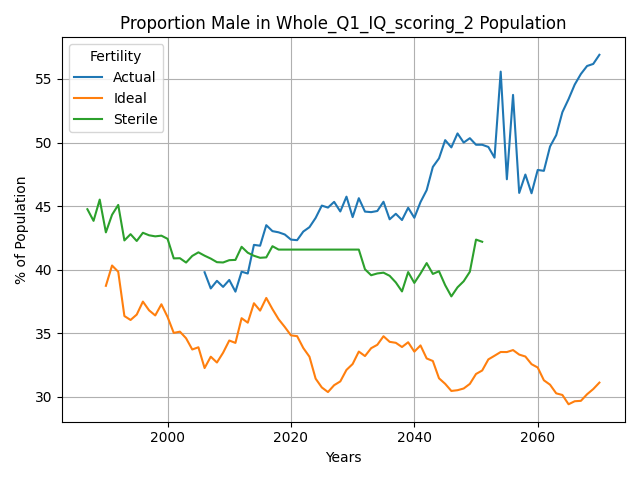 Proportion Male in Whole_Q1_IQ_scoring_2 Population
Fertility
Actual
Ideal
Sterile
% of Population
55
50
45
40
35
30
2000
2020
2040
2060
Years